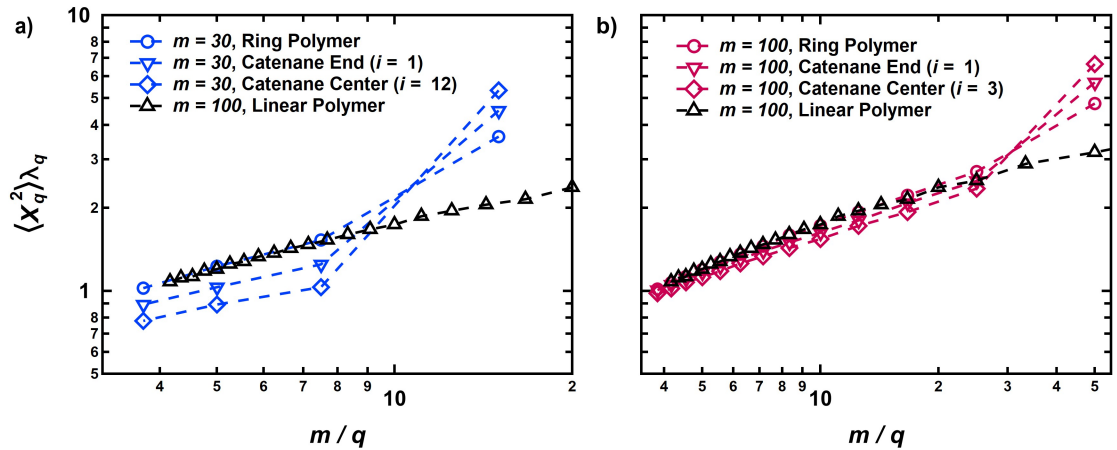 a)
10
8
7
6
5
4
3
2
1
8
7
6
5
⟨X_q^2⟩λ_q
m = 30, Ring Polymer
m = 30, Catenane End (i = 1)
m = 30, Catenane Center (i = 12)
m = 100, Linear Polymer
4 5 6 7 8 9 10 2
m / q
b)
m = 100, Ring Polymer
m = 100, Catenane End (i = 1)
m = 100, Catenane Center (i = 3)
m = 100, Linear Polymer
4 5 6 7 8 9 10 2 3 4 5
m / q